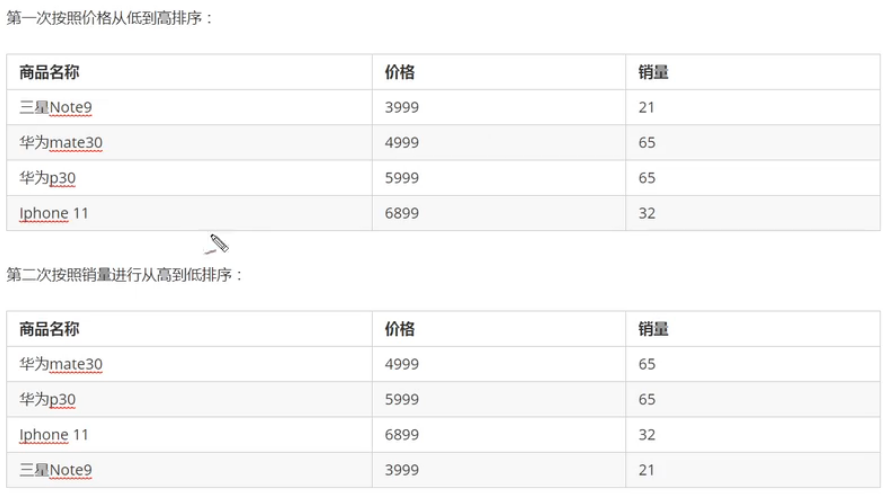 第一次按照价格从低到高排序：
商品名称 价格 销量
三星Note9 3999 21
华为mate30 4999 65
华为p30 5999 65
Iphone 11 6899 32
第二次按照销量进行从高到低排序：
商品名称 价格 销量
华为mate30 4999 65
华为p30 5999 65
Iphone 11 6899 32
三星Note9 3999 21